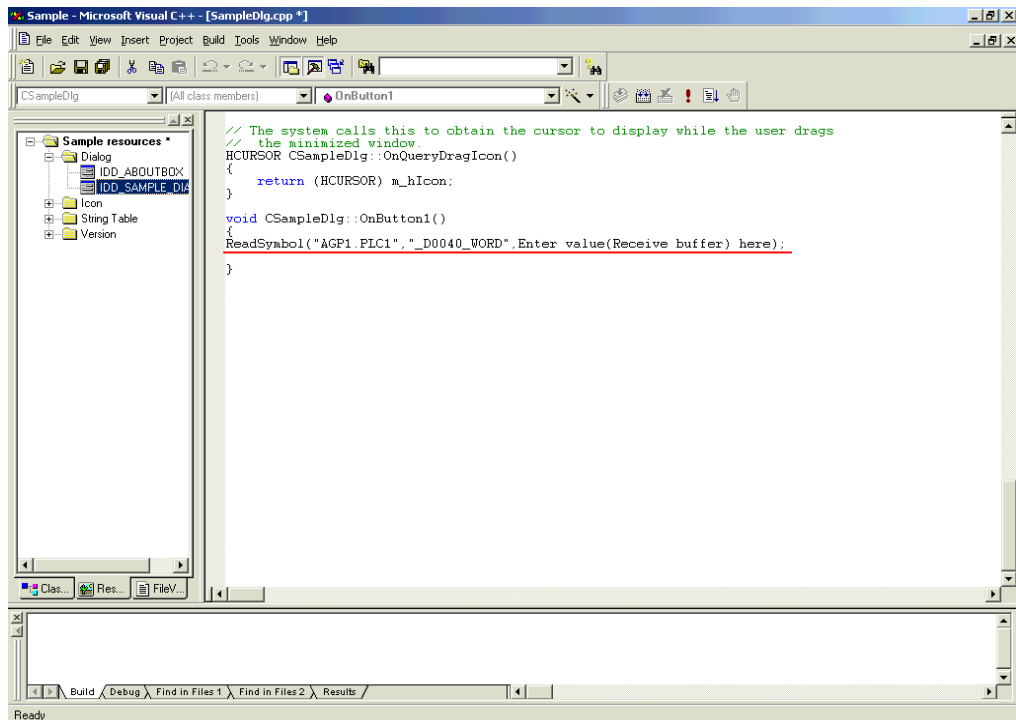 Sample - Microsoft Visual C++ - [SampleDlg.cpp *]
File Edit View Insert Project Build Tools Window Help
CSampleDlg (All class members) OnButton1
Sample resources *
Dialog
IDD_ABOUTBOX
IDD_SAMPLE_DIA
Icon
String Table
Version
// The system calls this to obtain the cursor to display while the user drags
// the minimized window.
HCURSOR CSampleDlg::OnQueryDragIcon()
{
return (HCURSOR) m_hIcon;
}
void CSampleDlg::OnButton1()
{
ReadSymbol("AGP1.PLC1","_D0040_WORD",Enter value(Receive buffer) here);
}
Clas... Res... FileV...
Build Debug Find in Files 1 Find in Files 2 Results
Ready